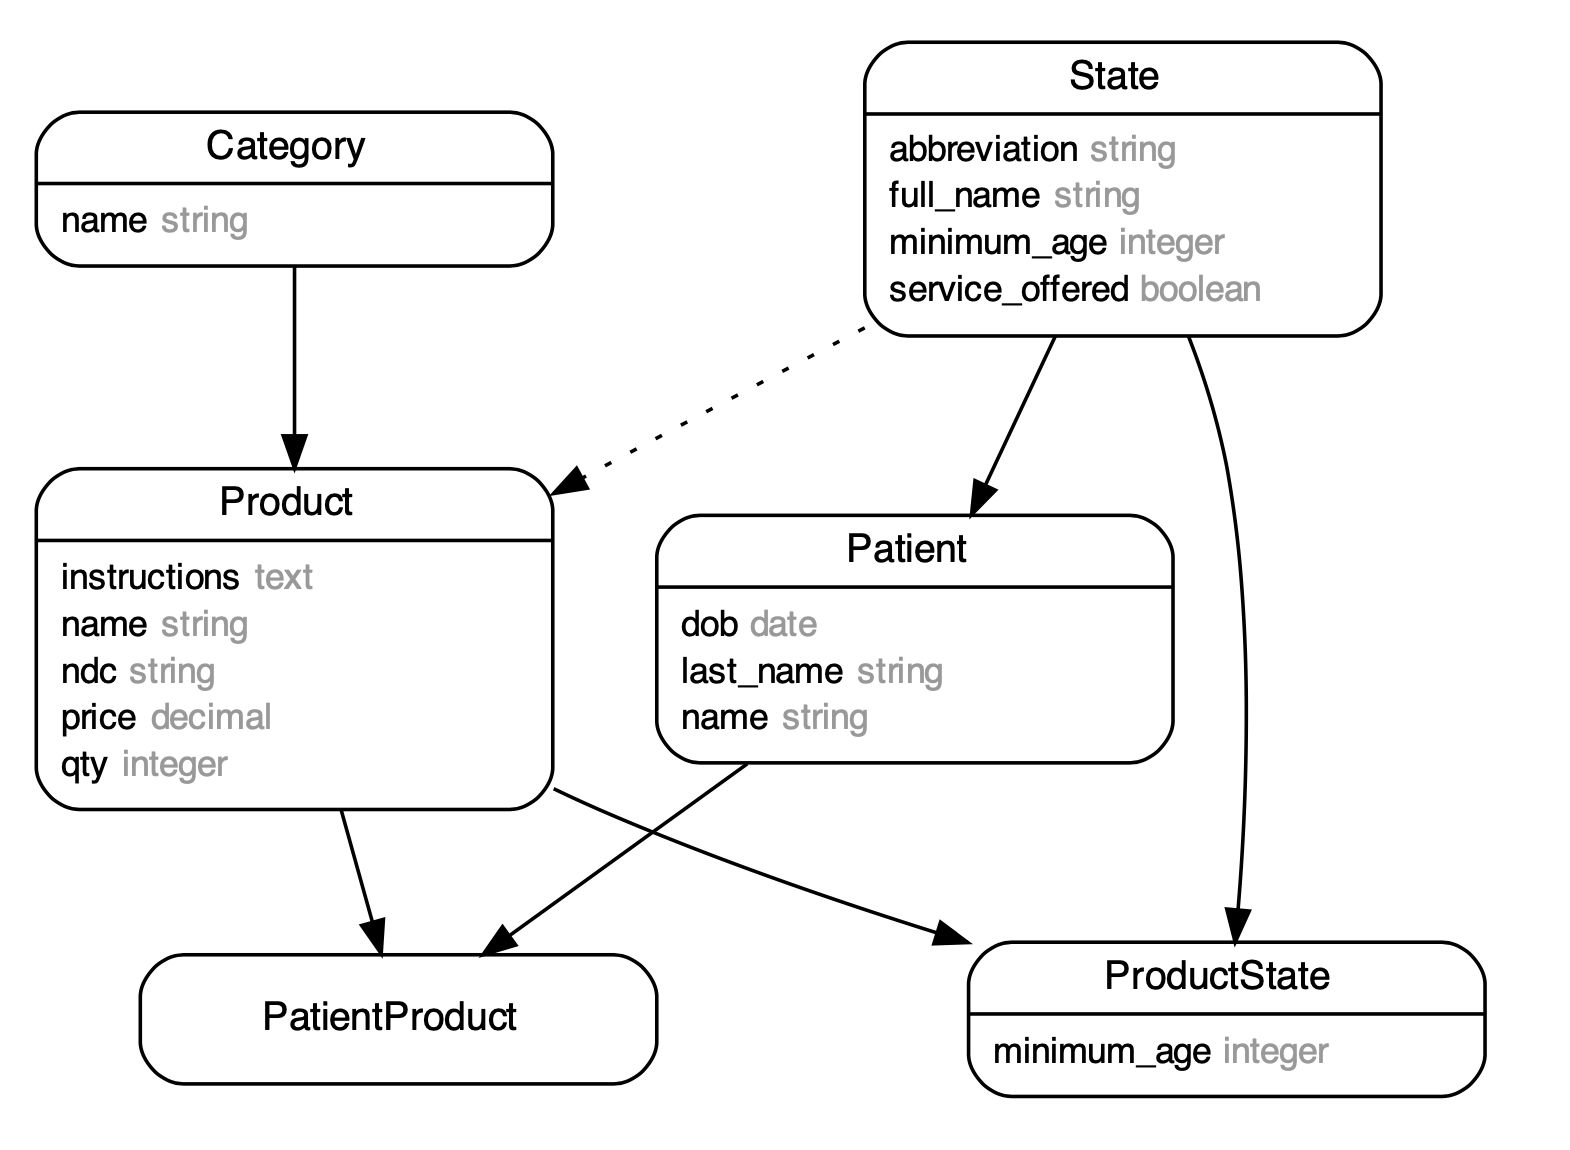 Category
name string
State
abbreviation string
full_name string
minimum_age integer
service_offered boolean
Product
instructions text
name string
ndc string
price decimal
qty integer
Patient
dob date
last_name string
name string
PatientProduct
ProductState
minimum_age integer